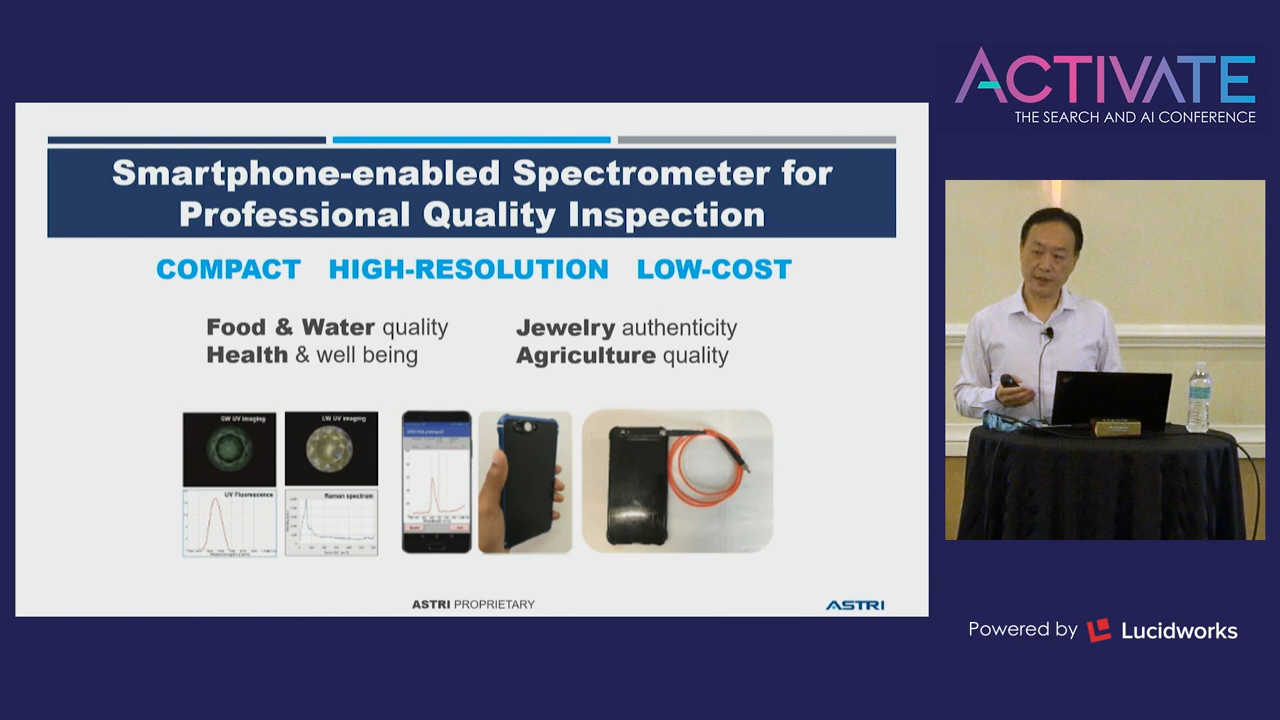 ACTIVATE
THE SEARCH AND AI CONFERENCE
Smartphone-enabled Spectrometer for
Professional Quality Inspection
COMPACT HIGH-RESOLUTION LOW-COST
Food & Water quality
Health & well being
Jewelry authenticity
Agriculture quality
SW UV imaging
LW UV imaging
UV Fluorescence
Raman spectrum
ASTRI PROPRIETARY
ASTRI
Powered by Lucidworks